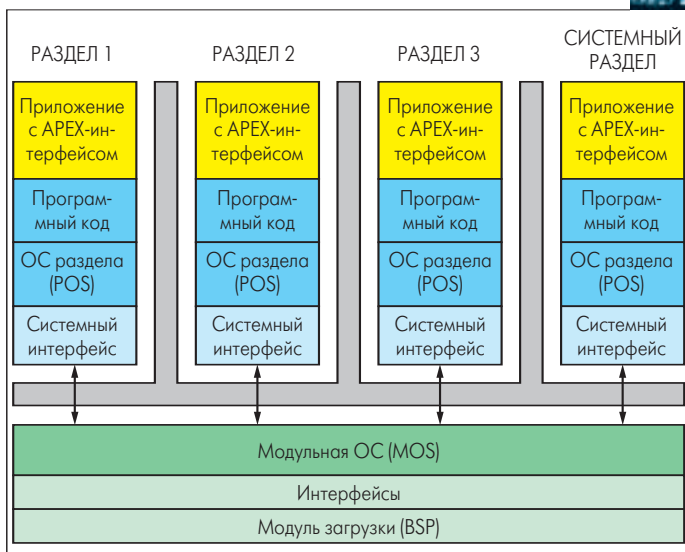 РАЗДЕЛ 1
РАЗДЕЛ 2
РАЗДЕЛ 3
СИСТЕМНЫЙ
РАЗДЕЛ
Приложение
с APEX-ин-
терфейсом
Програм-
мный код
ОС раздела
(POS)
Системный
интерфейс
Приложение
с APEX-ин-
терфейсом
Програм-
мный код
ОС раздела
(POS)
Системный
интерфейс
Приложение
с APEX-ин-
терфейсом
Програм-
мный код
ОС раздела
(POS)
Системный
интерфейс
Приложение
с APEX-ин-
терфейсом
Програм-
мный код
ОС раздела
(POS)
Системный
интерфейс
Модульная ОС (MOS)
Интерфейсы
Модуль загрузки (BSP)